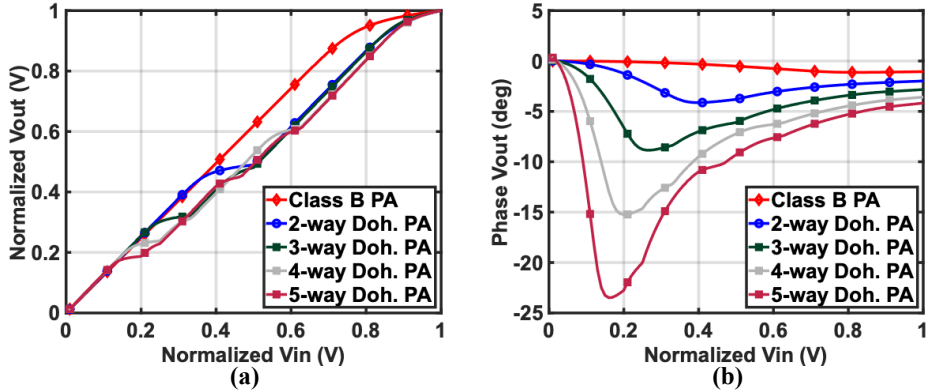 1
0.8
0.6
0.4
0.2
0
Normalized Vout (V)
Class B PA
2-way Doh. PA
3-way Doh. PA
4-way Doh. PA
5-way Doh. PA
0 0.2 0.4 0.6 0.8 1
Normalized Vin (V)
(a)
5
0
-5
-10
-15
-20
-25
Phase Vout (deg)
Class B PA
2-way Doh. PA
3-way Doh. PA
4-way Doh. PA
5-way Doh. PA
0 0.2 0.4 0.6 0.8 1
Normalized Vin (V)
(b)